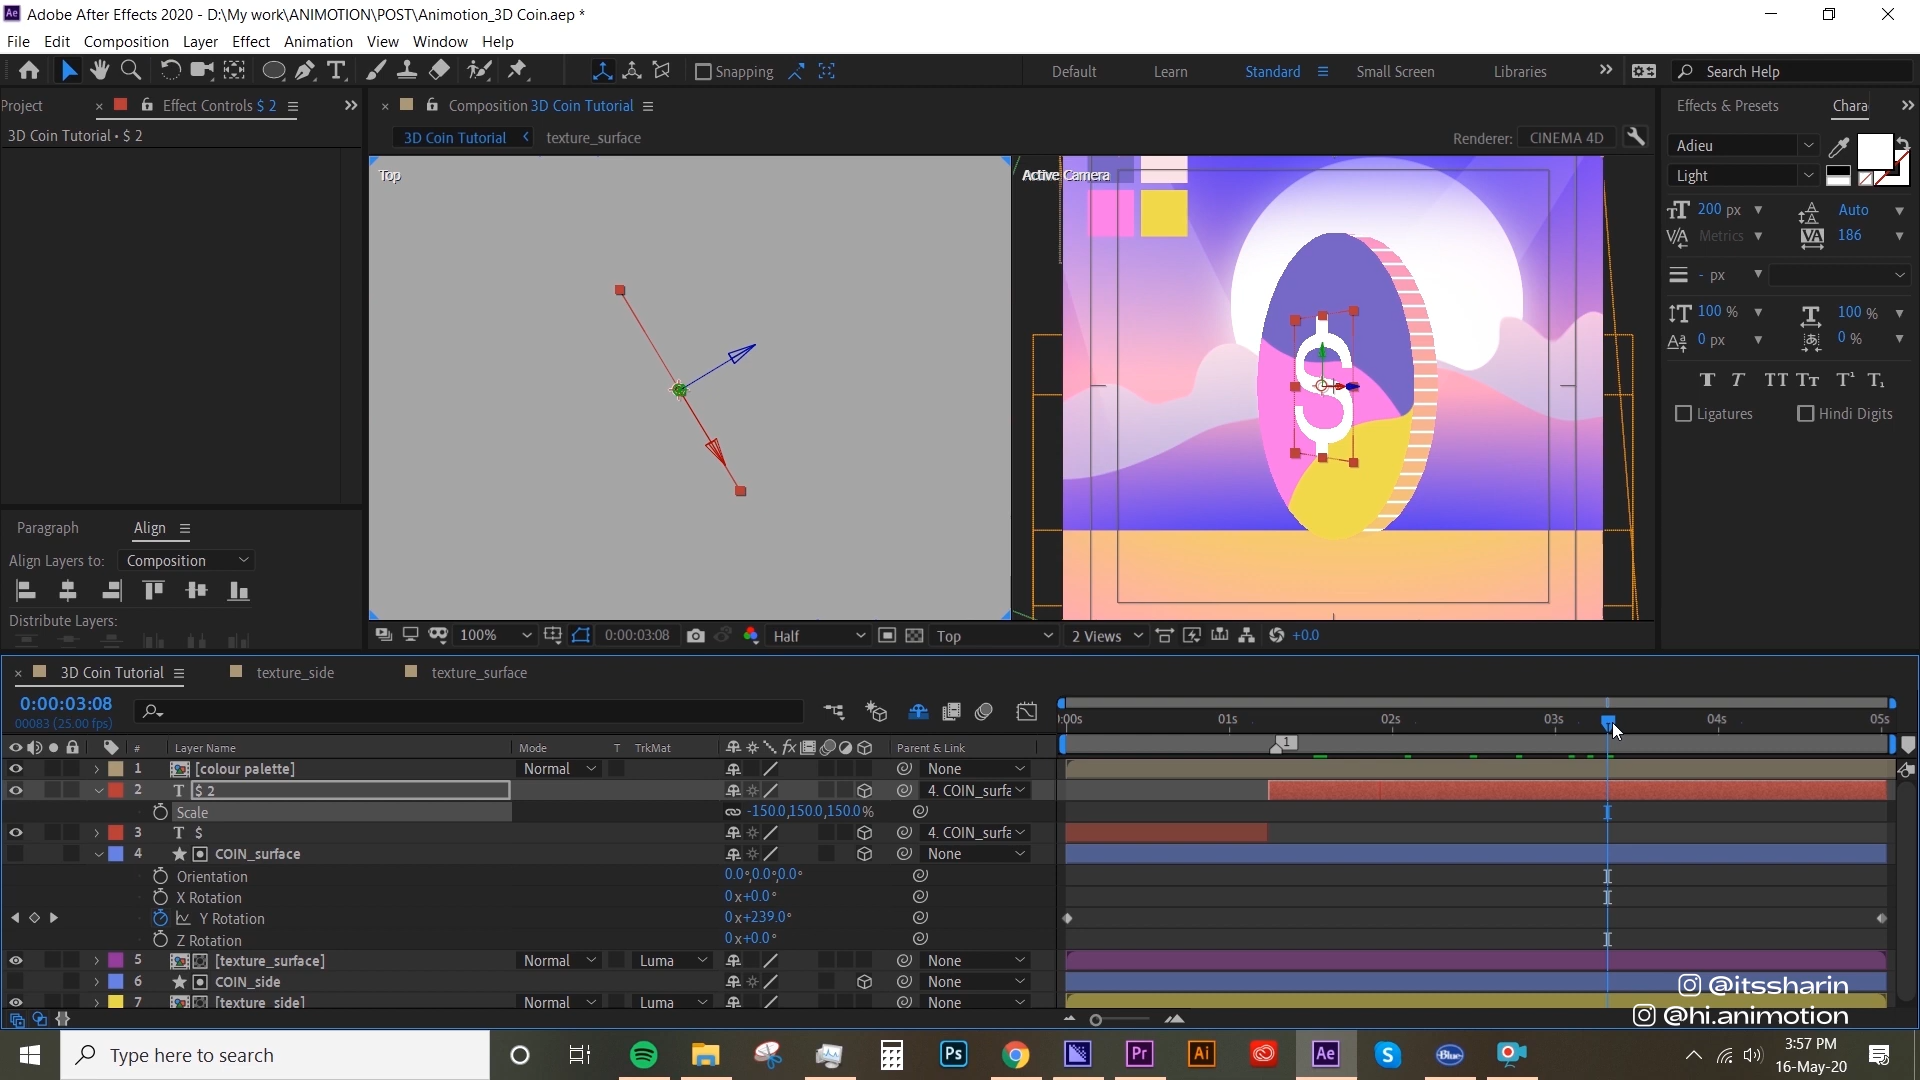 Adobe After Effects 2020 - D:\My work\ANIMOTION\POST\Animotion_3D Coin.aep *
File Edit Composition Layer Effect Animation View Window Help
Snapping Default Learn Standard Small Screen Libraries Search Help
Project Effect Controls $ 2
3D Coin Tutorial • $ 2
Composition 3D Coin Tutorial
3D Coin Tutorial texture_surface
Renderer: CINEMA 4D
Top
Active Camera
Effects & Presets Chara
Adieu
Light
200 px Auto
Metrics 186
- px
100 % 100 %
0 px 0 %
Ligatures Hindi Digits
Paragraph Align
Align Layers to: Composition
Distribute Layers:
100% 0:00:03:08 Half Top 2 Views +0.0
3D Coin Tutorial texture_side texture_surface
0:00:03:08
00083 (25.00 fps)
:00s 01s 02s 03s 04s 05s
1
# Layer Name Mode T TrkMat Parent & Link
1 [colour palette] Normal None
2 $ 2 4. COIN_surfa
Scale -150.0,150.0,150.0%
3 $ 4. COIN_surfa
4 COIN_surface None
Orientation 0.0°,0.0°,0.0°
X Rotation 0x+0.0°
Y Rotation 0x+239.0°
Z Rotation 0x+0.0°
5 [texture_surface] Normal Luma None
6 COIN_side None
7 [texture_side] Normal Luma None
@itssharin
@hi.animotion
Type here to search
Ps Pr Ai Ae Blue
3:57 PM
16-May-20